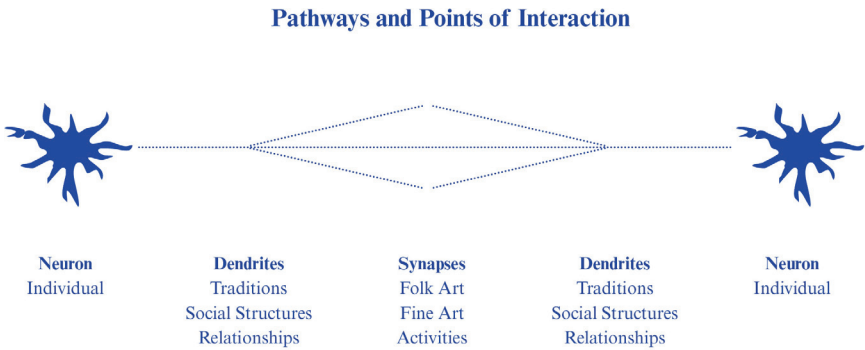 Pathways and Points of Interaction
Neuron Dendrites Synapses Dendrites Neuron
Individual Traditions Folk Art Traditions Individual
Social Structures Fine Art Social Structures
Relationships Activities Relationships